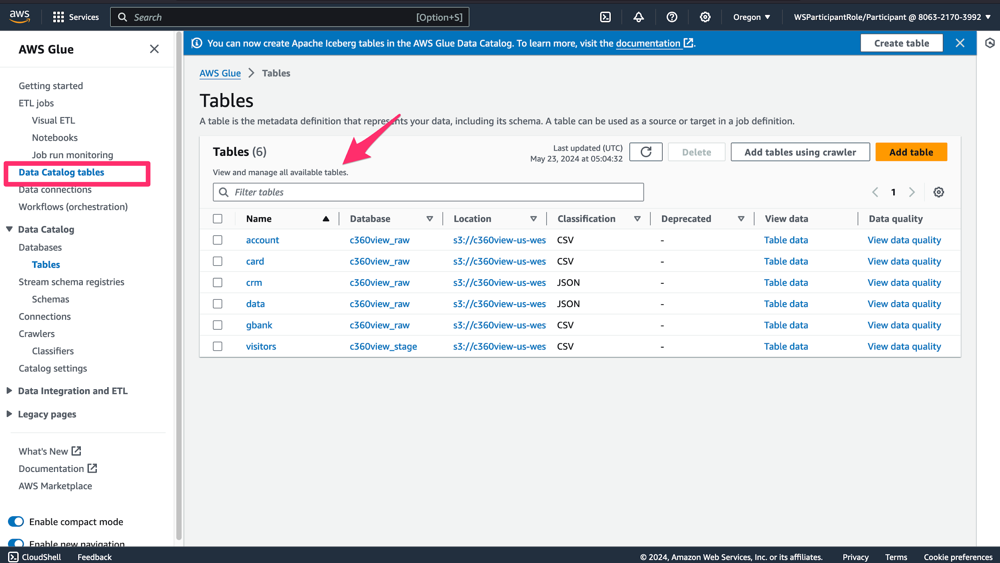 aws
Services
Search
[Option+S]
Oregon ▼
WSParticipantRole/Participant @ 8063-2170-3992 ▼
AWS Glue
Getting started
ETL jobs
Visual ETL
Notebooks
Job run monitoring
Data Catalog tables
Data connections
Workflows (orchestration)
Data Catalog
Databases
Tables
Stream schema registries
Schemas
Connections
Crawlers
Classifiers
Catalog settings
Data Integration and ETL
Legacy pages
What's New
Documentation
AWS Marketplace
Enable compact mode
Enable new navigation
You can now create Apache Iceberg tables in the AWS Glue Data Catalog. To learn more, visit the documentation.
Create table
AWS Glue > Tables
Tables
A table is the metadata definition that represents your data, including its schema. A table can be used as a source or target in a job definition.
Tables (6)
Last updated (UTC)
May 23, 2024 at 05:04:32
Delete
Add tables using crawler
Add table
View and manage all available tables.
Filter tables
1
Name Database Location Classification Deprecated View data Data quality
account c360view_raw s3://c360view-us-wes CSV - Table data View data quality
card c360view_raw s3://c360view-us-wes CSV - Table data View data quality
crm c360view_raw s3://c360view-us-wes JSON - Table data View data quality
data c360view_raw s3://c360view-us-wes JSON - Table data View data quality
gbank c360view_raw s3://c360view-us-wes CSV - Table data View data quality
visitors c360view_stage s3://c360view-us-wes CSV - Table data View data quality
CloudShell
Feedback
© 2024, Amazon Web Services, Inc. or its affiliates.
Privacy
Terms
Cookie preferences